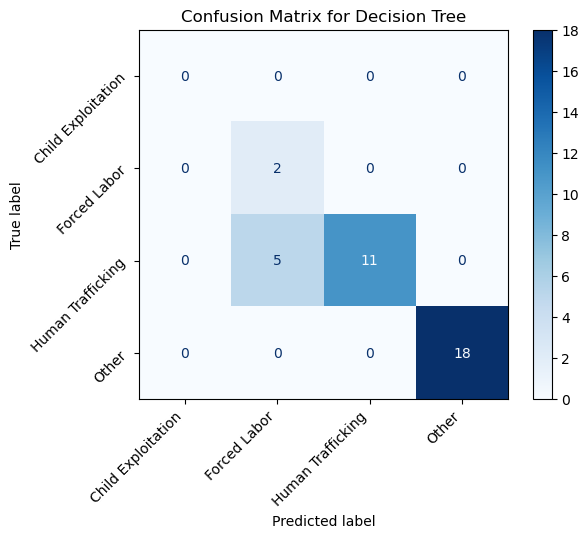 Confusion Matrix for Decision Tree
True label
Child Exploitation
0 0 0 0
Forced Labor
0 2 0 0
Human Trafficking
0 5 11 0
Other
0 0 0 18
Child Exploitation
Forced Labor
Human Trafficking
Other
Predicted label
18
16
14
12
10
8
6
4
2
0